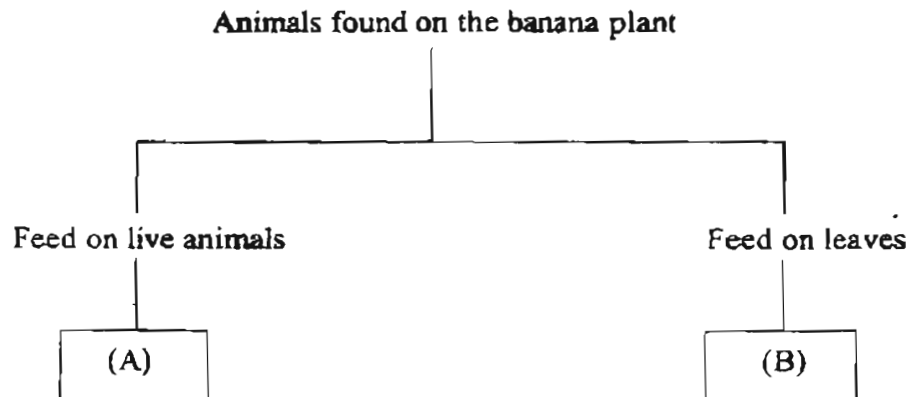 Animals found on the banana plant
Feed on live animals
Feed on leaves
(A)
(B)